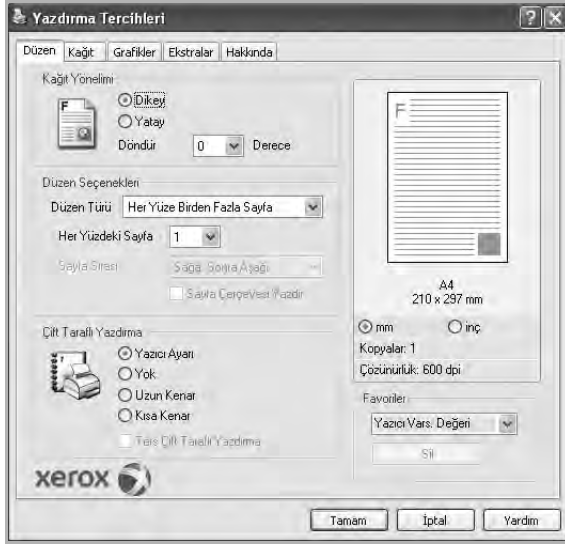 Yazdırma Tercihleri
Düzen Kağıt Grafikler Ekstralar Hakkında
Kağıt Yönelimi
F
Dikey
Yatay
Döndür 0 Derece
Düzen Seçenekleri
Düzen Türü Her Yüze Birden Fazla Sayfa
Her Yüzdeki Sayfa 1
Sayfa Sırası Sağa, Sonra Aşağı
Sayfa Çerçevesi Yazdır
Çift Taraflı Yazdırma
Yazıcı Ayarı
Yok
Uzun Kenar
Kısa Kenar
Ters Çift Taraflı Yazdırma
xerox
F
A4
210 x 297 mm
mm inç
Kopyalar: 1
Çözünürlük: 600 dpi
Favoriler
Yazıcı Vars. Değeri
Sil
Tamam İptal Yardım